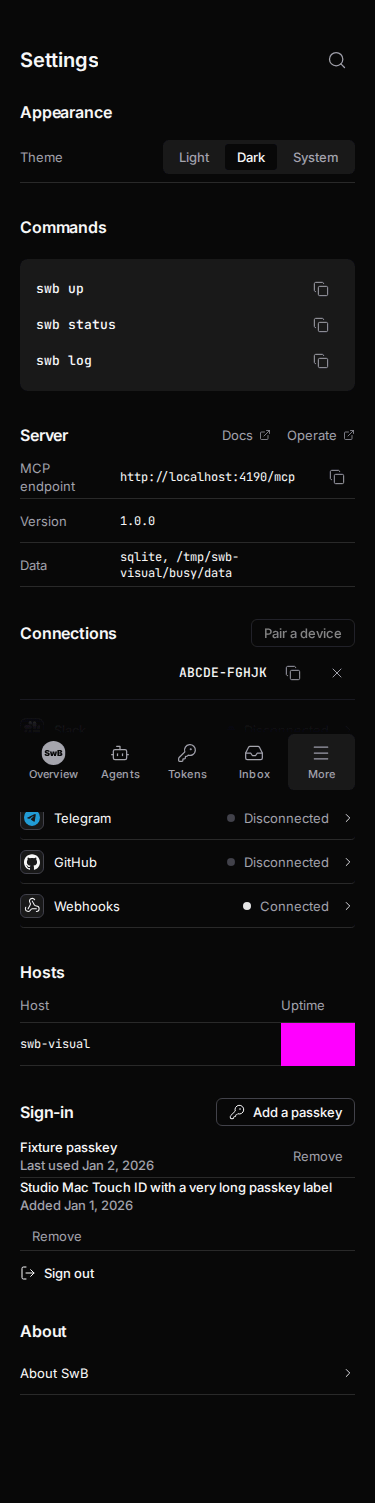 Settings
Appearance
Theme Light Dark System
Commands
swb up
swb status
swb log
Server Docs Operate
MCP
endpoint
http://localhost:4190/mcp
Version 1.0.0
Data
sqlite, /tmp/swb-
visual/busy/data
Connections Pair a device
ABCDE-FGHJK
SwB
Overview Agents Tokens Inbox More
Telegram Disconnected
GitHub Disconnected
Webhooks Connected
Hosts
Host Uptime
swb-visual
Sign-in Add a passkey
Fixture passkey
Last used Jan 2, 2026
Remove
Studio Mac Touch ID with a very long passkey label
Added Jan 1, 2026
Remove
Sign out
About
About SwB